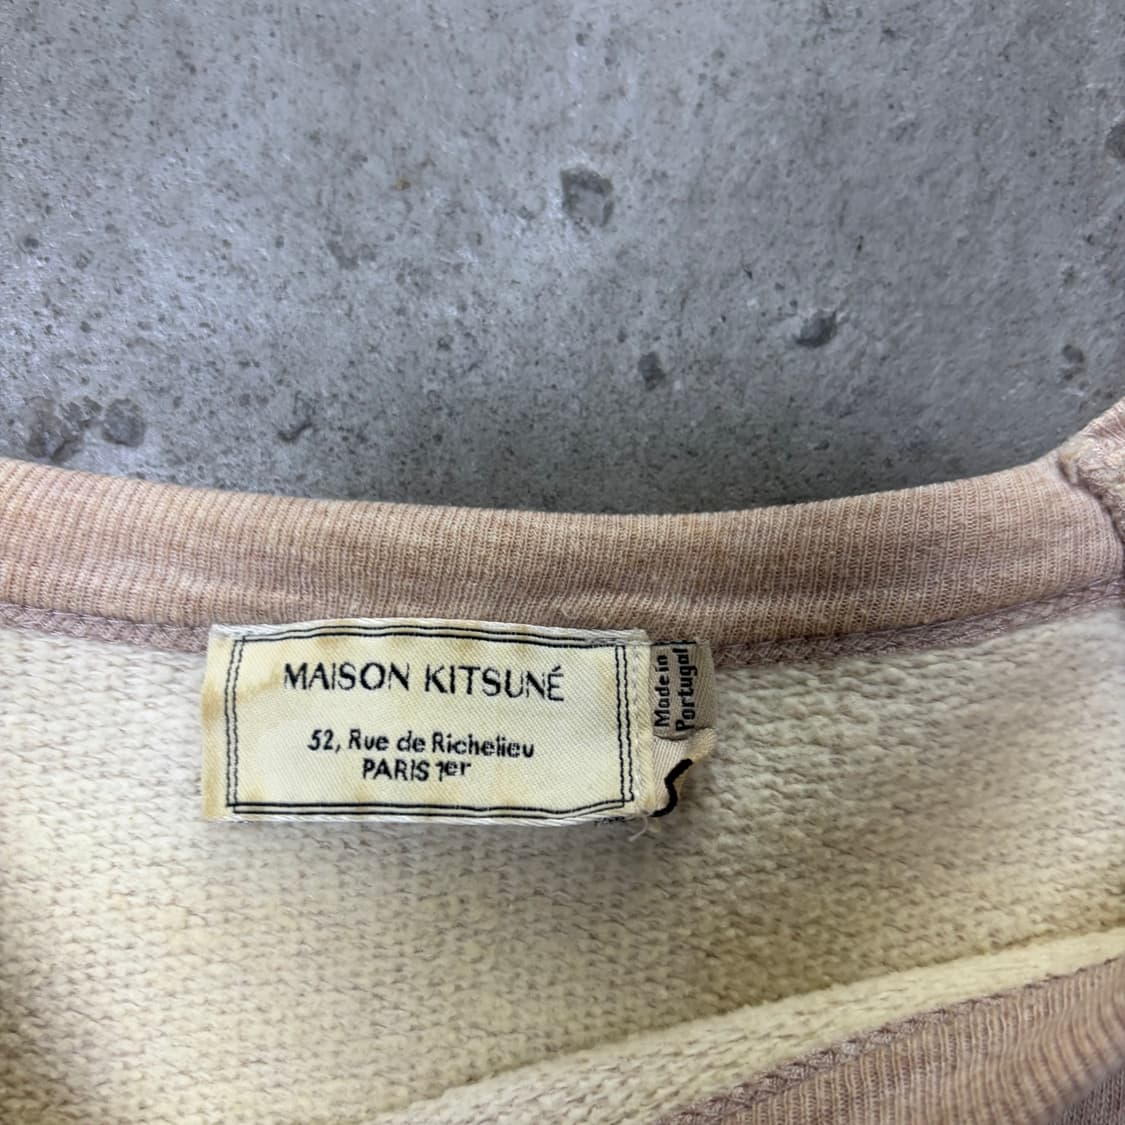 MAISON KITSUNÉ
52, Rue de Richelieu
PARIS 1er
Made in
Portugal
S